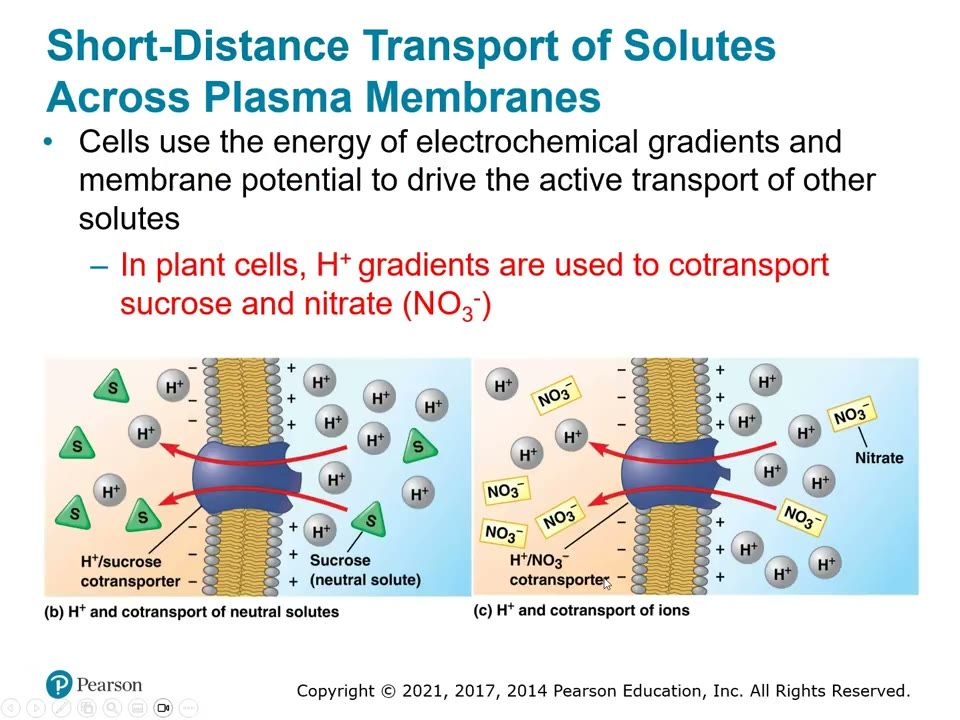 Short-Distance Transport of Solutes
Across Plasma Membranes
• Cells use the energy of electrochemical gradients and
membrane potential to drive the active transport of other
solutes
– In plant cells, H⁺ gradients are used to cotransport
sucrose and nitrate (NO₃⁻)
S H⁺ − + H⁺ H⁺ H⁺
− + H⁺
S H⁺ − + H⁺ S
H⁺ H⁺ H⁺
S S + H⁺ S
−
H⁺/sucrose
cotransporter
− +
− +
Sucrose
(neutral solute)
(b) H⁺ and cotransport of neutral solutes
H⁺ NO₃⁻ − + H⁺
− + H⁺ H⁺ NO₃⁻
H⁺ H⁺ − +
Nitrate
NO₃⁻ H⁺ H⁺
NO₃⁻ NO₃⁻ − + NO₃⁻
H⁺/NO₃⁻
cotransporter
− + H⁺ H⁺
− + H⁺
(c) H⁺ and cotransport of ions
P Pearson
Copyright © 2021, 2017, 2014 Pearson Education, Inc. All Rights Reserved.